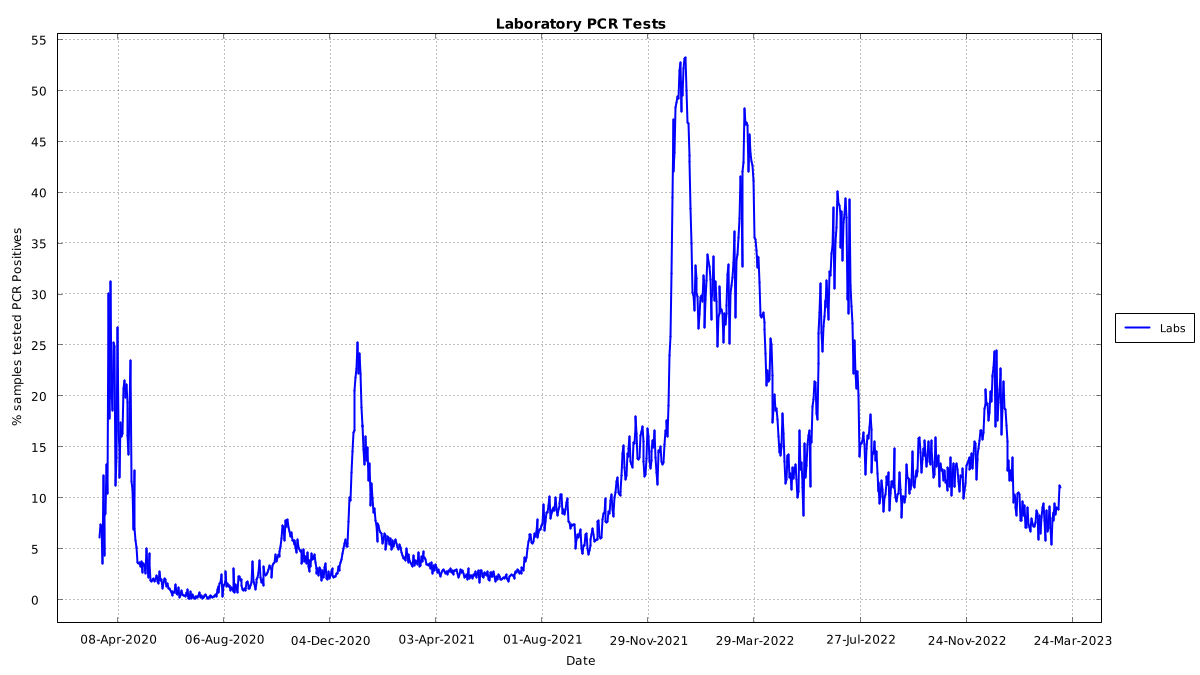 Laboratory PCR Tests
% samples tested PCR Positives
55
50
45
40
35
30
25
20
15
10
5
0
08-Apr-2020 06-Aug-2020 04-Dec-2020 03-Apr-2021 01-Aug-2021 29-Nov-2021 29-Mar-2022 27-Jul-2022 24-Nov-2022 24-Mar-2023
Date
Labs